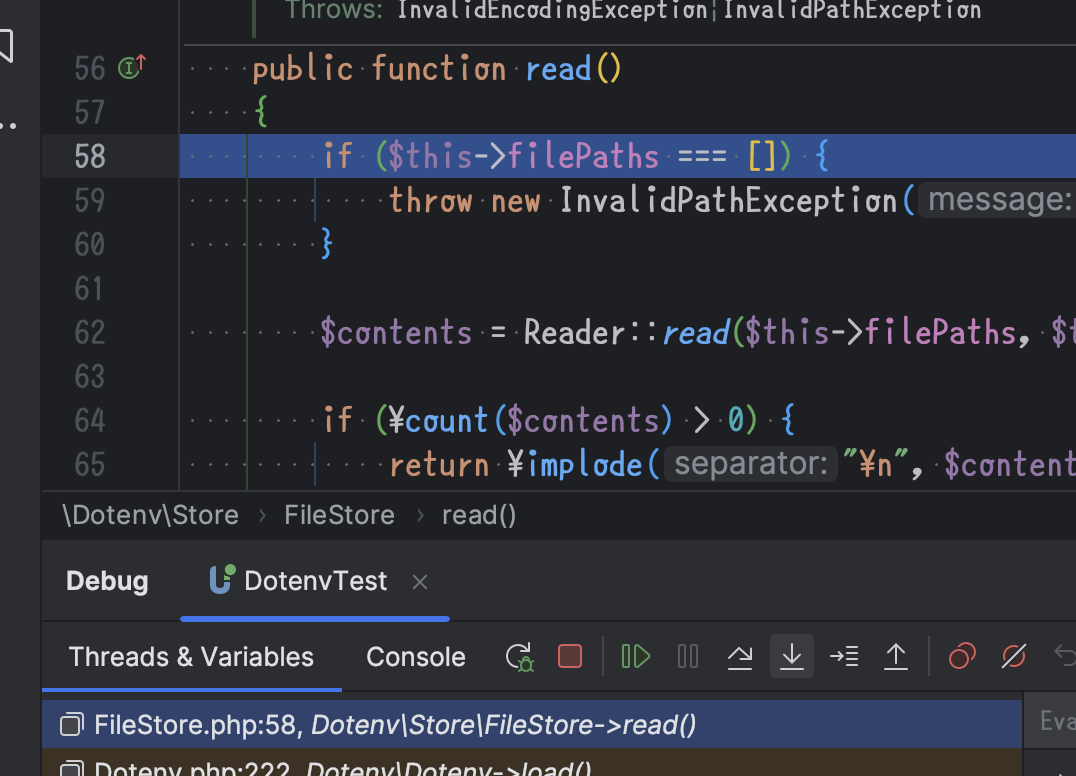 Throws: InvalidEncodingException¦InvalidPathException
56 public function read()
57 {
58 if ($this->filePaths === []) {
59 throw new InvalidPathException( message:
60 }
61
62 $contents = Reader::read($this->filePaths, $t
63
64 if (¥count($contents) > 0) {
65 return ¥implode( separator: "¥n", $content
\Dotenv\Store › FileStore › read()
Debug DotenvTest ×
Threads & Variables Console
FileStore.php:58, Dotenv\Store\FileStore->read() Eva
Dotenv.php:222, Dotenv\Dotenv->load()